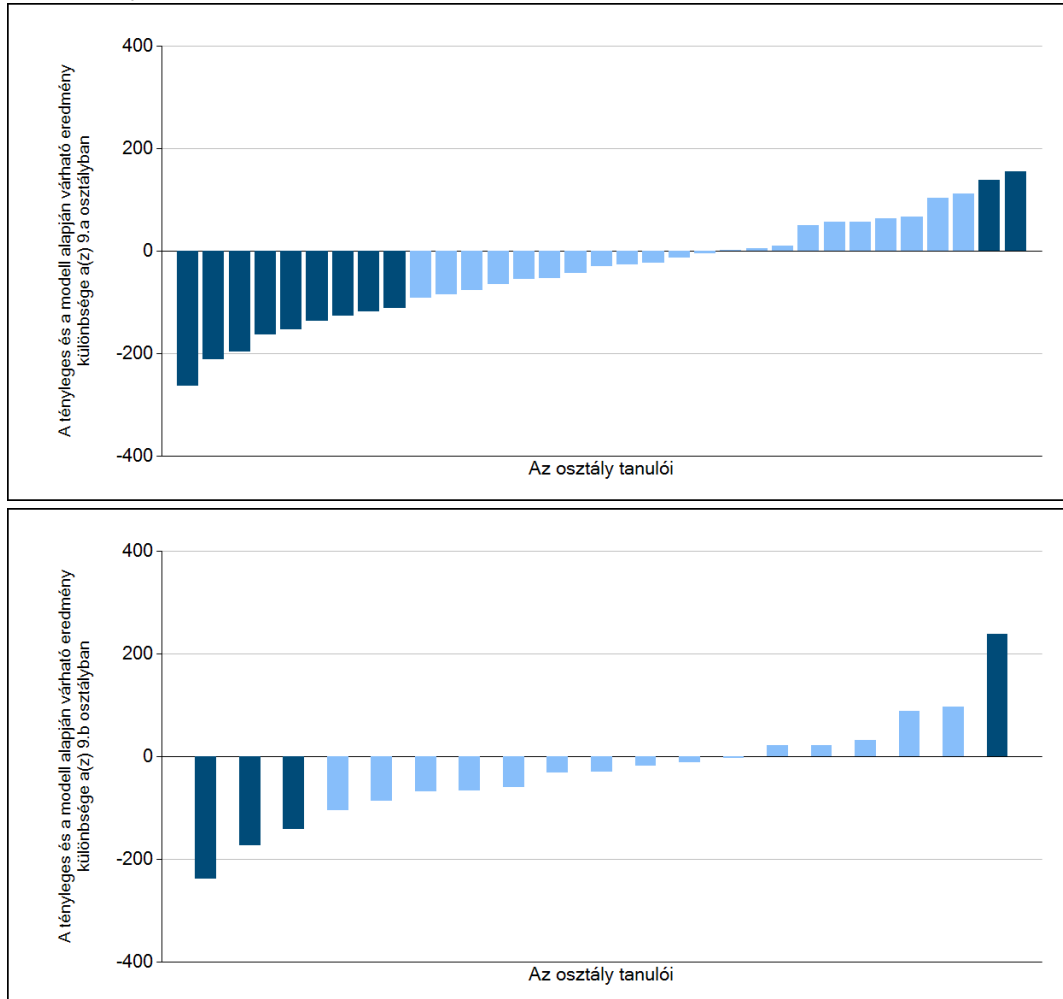 A tényleges és a modell alapján várható eredmény
különbsége a(z) 9.a osztályban
400
200
0
-200
-400
Az osztály tanulói
A tényleges és a modell alapján várható eredmény
különbsége a(z) 9.b osztályban
400
200
0
-200
-400
Az osztály tanulói